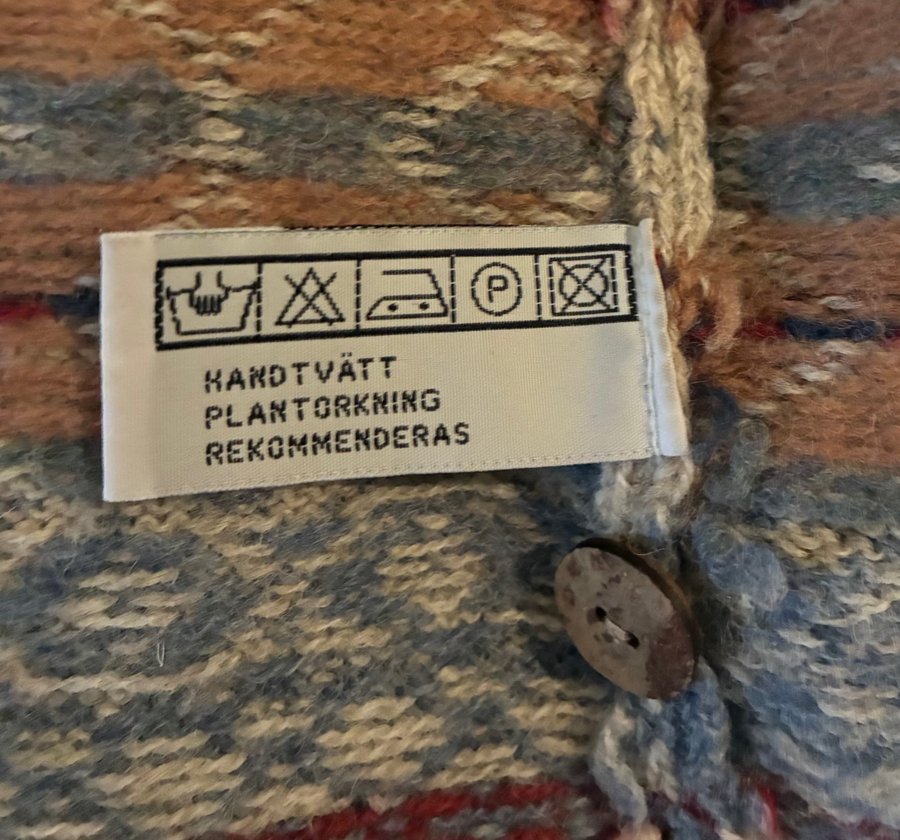 P
HANDTVÄTT
PLANTORKNING
REKOMMENDERAS